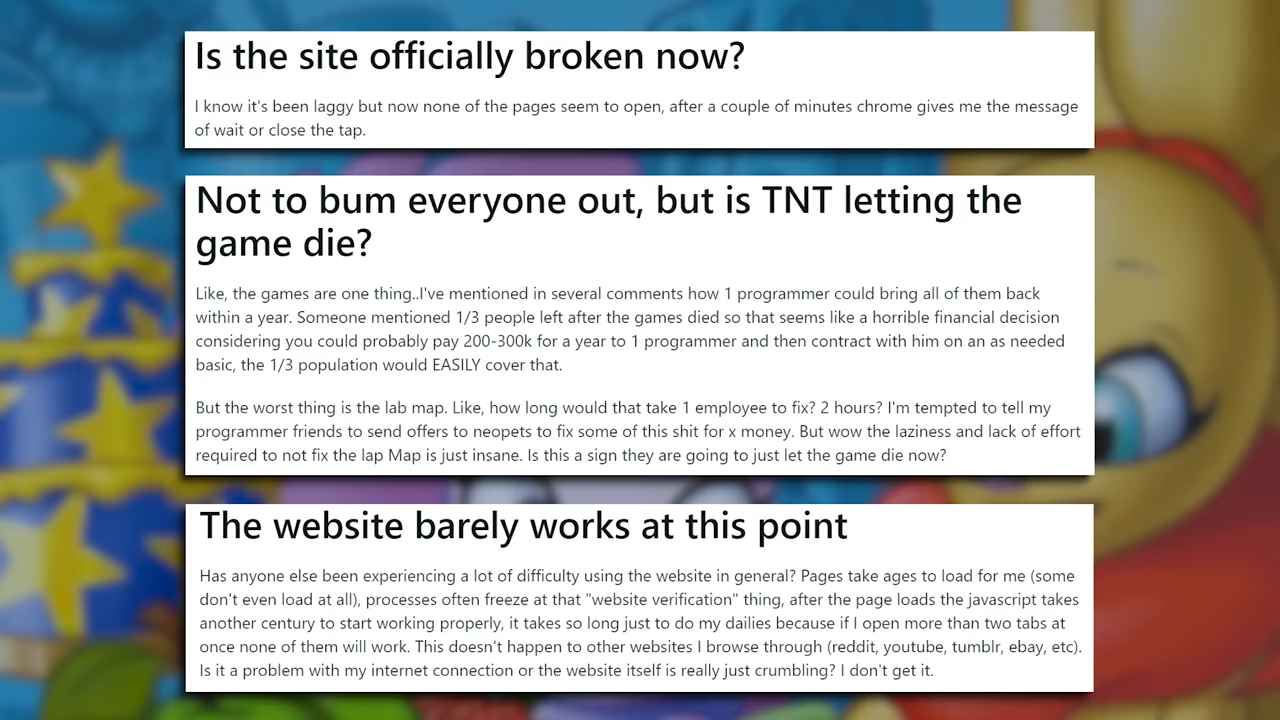 Is the site officially broken now?
I know it's been laggy but now none of the pages seem to open, after a couple of minutes chrome gives me the message
of wait or close the tap.
Not to bum everyone out, but is TNT letting the
game die?
Like, the games are one thing..I've mentioned in several comments how 1 programmer could bring all of them back
within a year. Someone mentioned 1/3 people left after the games died so that seems like a horrible financial decision
considering you could probably pay 200-300k for a year to 1 programmer and then contract with him on an as needed
basic, the 1/3 population would EASILY cover that.
But the worst thing is the lab map. Like, how long would that take 1 employee to fix? 2 hours? I'm tempted to tell my
programmer friends to send offers to neopets to fix some of this shit for x money. But wow the laziness and lack of effort
required to not fix the lap Map is just insane. Is this a sign they are going to just let the game die now?
The website barely works at this point
Has anyone else been experiencing a lot of difficulty using the website in general? Pages take ages to load for me (some
don't even load at all), processes often freeze at that "website verification" thing, after the page loads the javascript takes
another century to start working properly, it takes so long just to do my dailies because if I open more than two tabs at
once none of them will work. This doesn't happen to other websites I browse through (reddit, youtube, tumblr, ebay, etc).
Is it a problem with my internet connection or the website itself is really just crumbling? I don't get it.